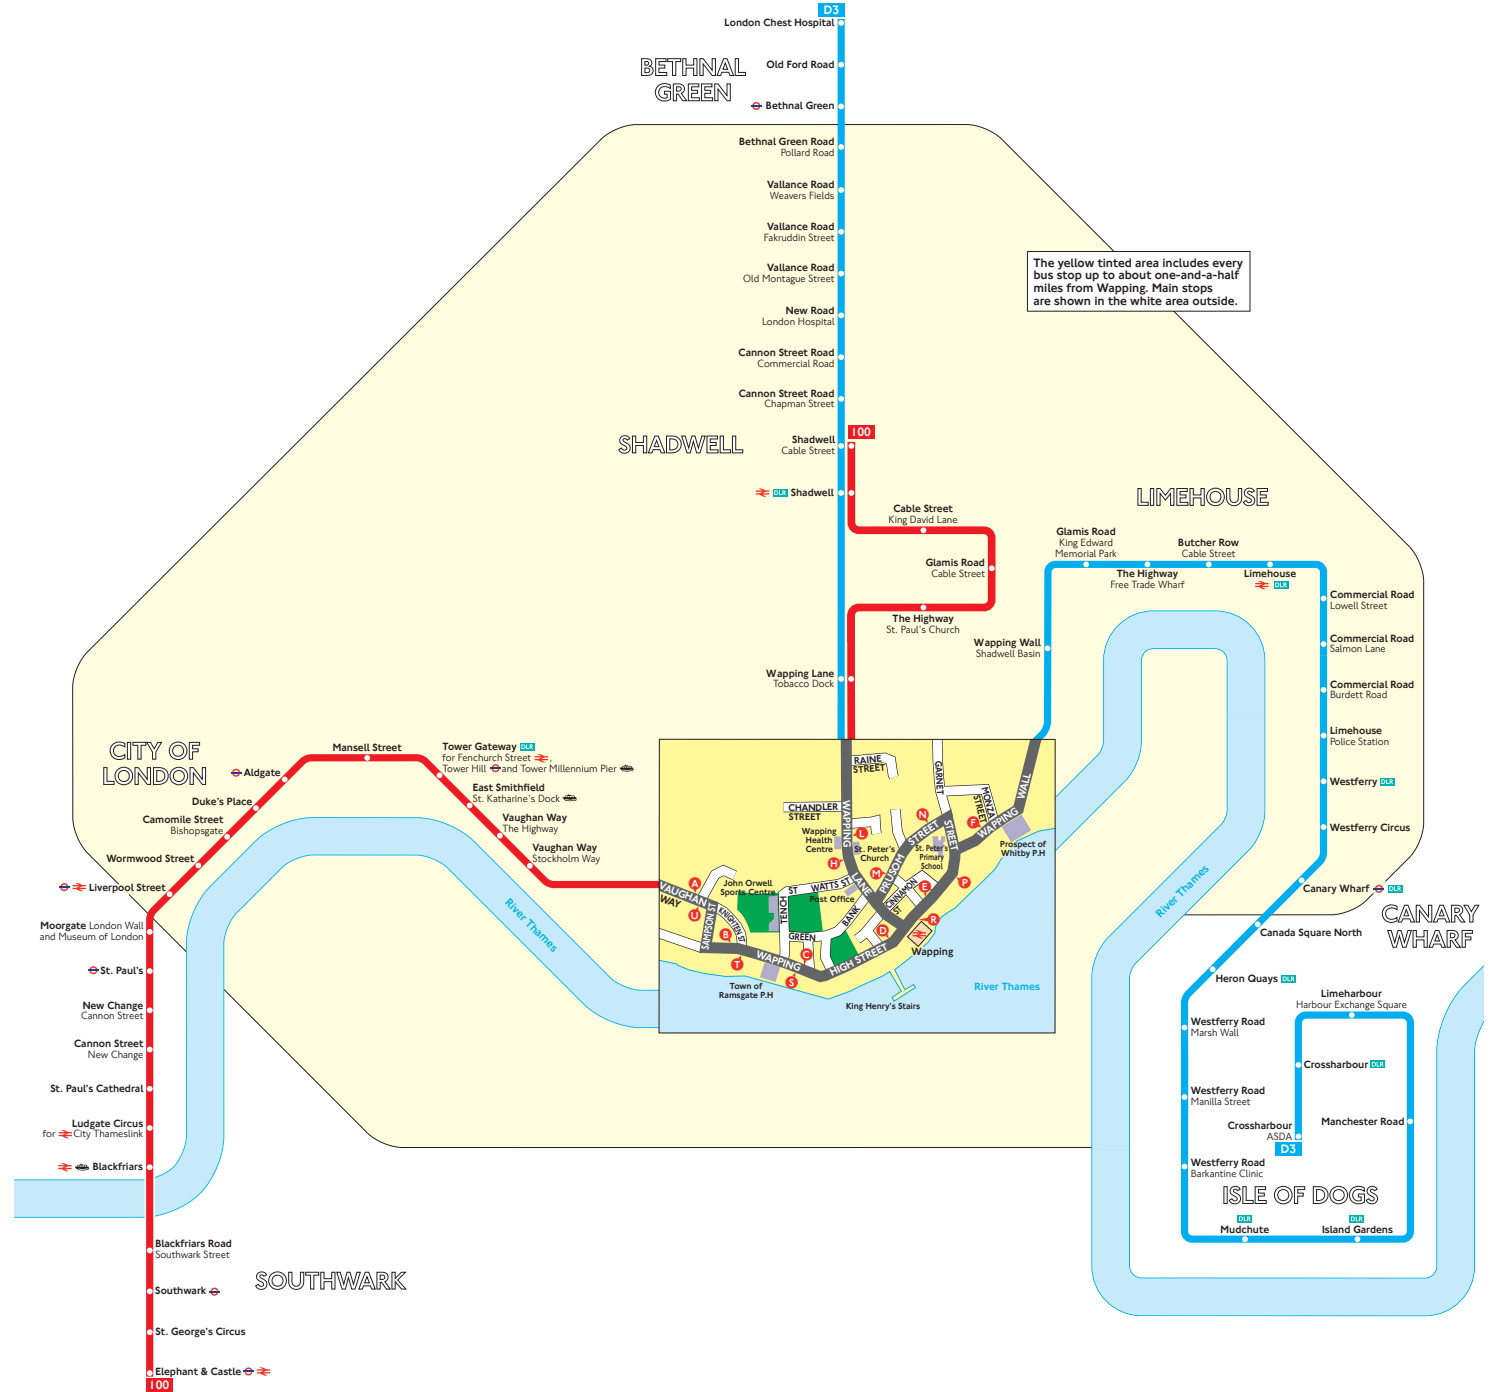 D3
London Chest Hospital
Old Ford Road
Bethnal Green
BETHNAL
GREEN
Bethnal Green Road
Pollard Road
Vallance Road
Weavers Fields
Vallance Road
Fakruddin Street
Vallance Road
Old Montague Street
New Road
London Hospital
Cannon Street Road
Commercial Road
Cannon Street Road
Chapman Street
The yellow tinted area includes every
bus stop up to about one-and-a-half
miles from Wapping. Main stops
are shown in the white area outside.
SHADWELL
100
Shadwell
Cable Street
DLR Shadwell
Cable Street
King David Lane
Glamis Road
Cable Street
The Highway
St. Paul's Church
Wapping Lane
Tobacco Dock
LIMEHOUSE
Wapping Wall
Shadwell Basin
Glamis Road
King Edward
Memorial Park
The Highway
Free Trade Wharf
Butcher Row
Cable Street
Limehouse
DLR
Commercial Road
Lowell Street
Commercial Road
Salmon Lane
Commercial Road
Burdett Road
Limehouse
Police Station
Westferry DLR
Westferry Circus
Canary Wharf DLR
CANARY
WHARF
Canada Square North
Heron Quays DLR
Westferry Road
Marsh Wall
Westferry Road
Manilla Street
Westferry Road
Barkantine Clinic
ISLE OF DOGS
DLR
Mudchute
DLR
Island Gardens
Manchester Road
Limeharbour
Harbour Exchange Square
Crossharbour DLR
Crossharbour
ASDA
D3
River Thames
CITY OF
LONDON
Mansell Street
Tower Gateway DLR
for Fenchurch Street ,
Tower Hill and Tower Millennium Pier
East Smithfield
St. Katharine's Dock
Vaughan Way
The Highway
Vaughan Way
Stockholm Way
Aldgate
Duke's Place
Camomile Street
Bishopsgate
Wormwood Street
Liverpool Street
Moorgate London Wall
and Museum of London
St. Paul's
New Change
Cannon Street
Cannon Street
New Change
St. Paul's Cathedral
Ludgate Circus
for City Thameslink
Blackfriars
Blackfriars Road
Southwark Street
Southwark
SOUTHWARK
St. George's Circus
Elephant & Castle
100
River Thames
RAINE
STREET
GARNET
STREET
MONZA
STREET
WAPPING
WALL
CHANDLER
STREET
WAPPING
LANE
Wapping
Health
Centre
St. Peter's
Church
PRUSOM
STREET
St. Peter's
Primary
School
Prospect of
Whitby P.H
John Orwell
Sports Centre
TENCH
ST
WATTS ST
Post Office
CINNAMON
ST
GREEN
BANK
VAUGHAN
WAY
SAMPSON ST
KNIGHTEN ST
WAPPING
HIGH STREET
Town of
Ramsgate P.H
Wapping
King Henry's Stairs
River Thames
A
U
B
T
C
S
D
R
E
P
F
N
L
H
M